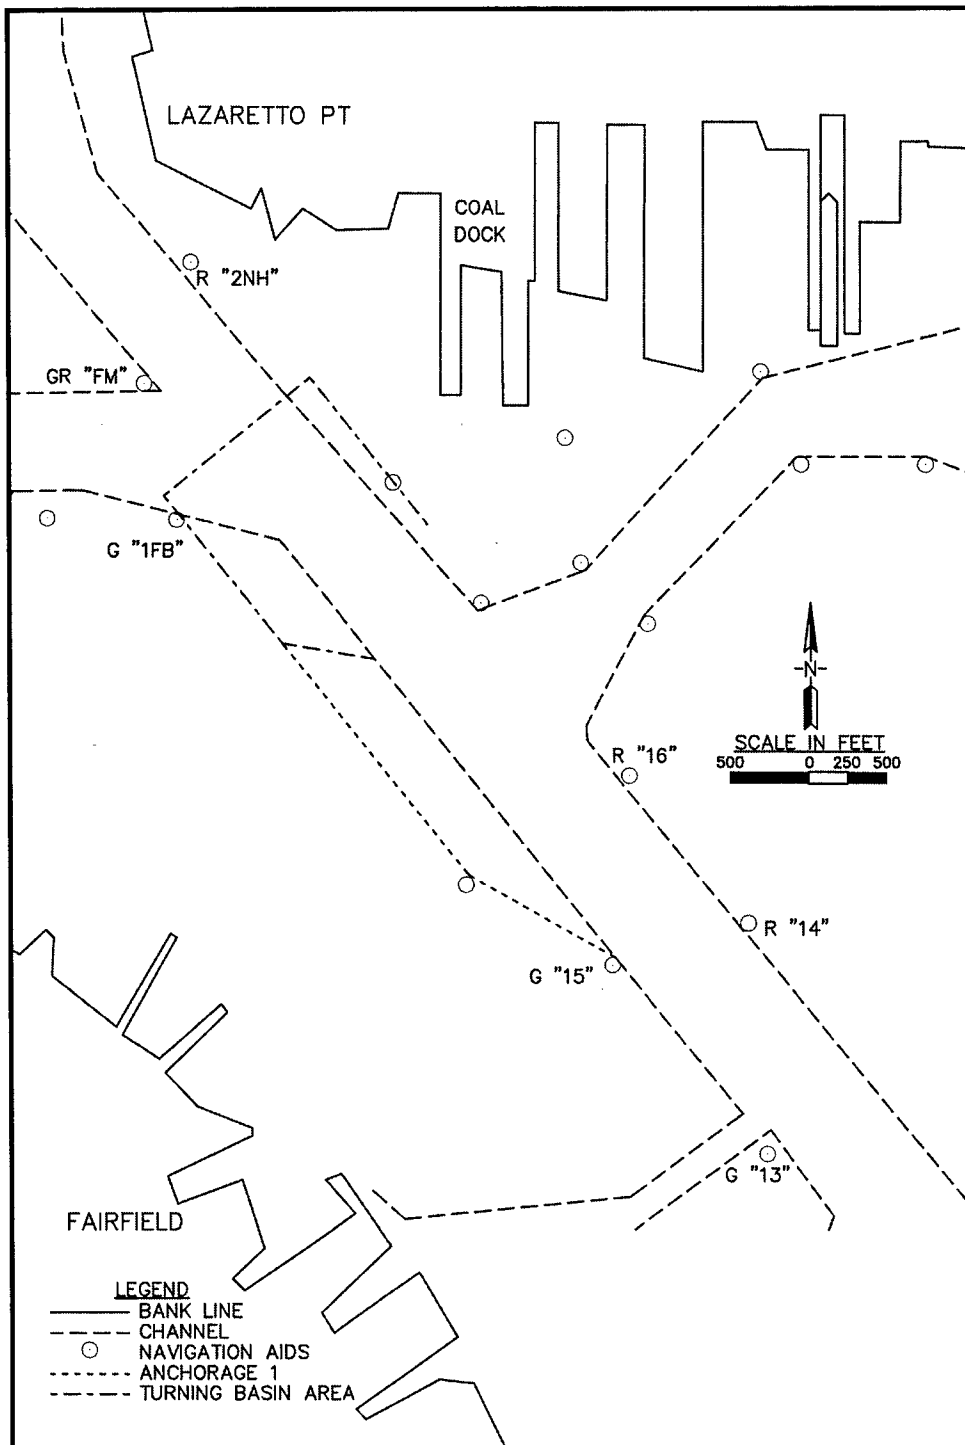 LAZARETTO PT
COAL
DOCK
R "2NH"
GR "FM"
G "1FB"
N
SCALE IN FEET
500 0 250 500
R "16"
R "14"
G "15"
G "13"
FAIRFIELD
LEGEND
BANK LINE
CHANNEL
NAVIGATION AIDS
ANCHORAGE 1
TURNING BASIN AREA